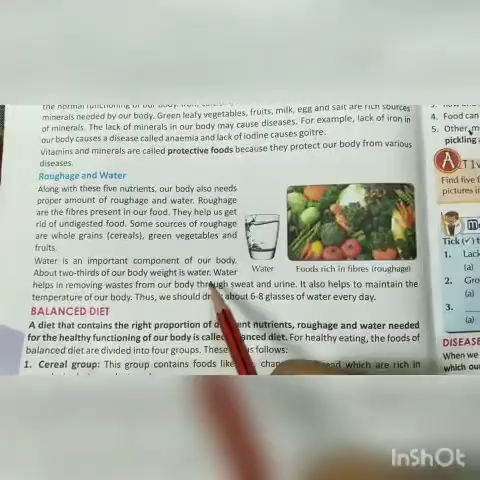 the normal functioning of our body.
minerals needed by our body. Green leafy vegetables, fruits, milk, egg and salt are rich sources
of minerals. The lack of minerals in our body may cause diseases. For example, lack of iron in
our body causes a disease called anaemia and lack of iodine causes goitre.
Vitamins and minerals are called protective foods because they protect our body from various
diseases.
Roughage and Water
Along with these five nutrients, our body also needs
proper amount of roughage and water. Roughage
are the fibres present in our food. They help us get
rid of undigested food. Some sources of roughage
are whole grains (cereals), green vegetables and
fruits.
Water is an important component of our body.
About two-thirds of our body weight is water. Water
helps in removing wastes from our body through sweat and urine. It also helps to maintain the
temperature of our body. Thus, we should about 6-8 glasses of water every day.
Water
Foods rich in fibres (roughage)
BALANCED DIET
A diet that contains the right proportion of nutrients, roughage and water needed
for the healthy functioning of our body is called diet. For healthy eating, the foods of
balanced diet are divided into four groups. These follows:
1. Cereal group: This group contains foods like which are rich in
4. Food can
5. Other m
pickling a
A
Find five f
pictures in
Tick (✓) t
1. Lack
(a)
2. Gro
(a)
3.
(a)
DISEASE
When we
which our
InShOt